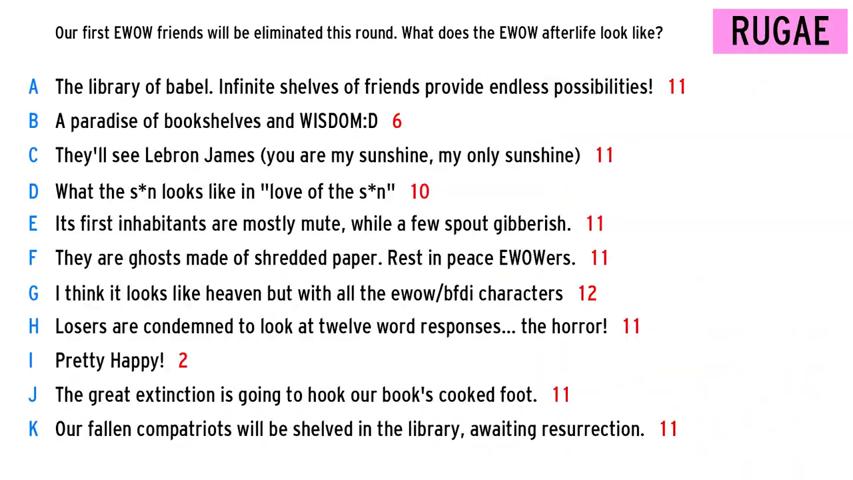 Our first EWOW friends will be eliminated this round. What does the EWOW afterlife look like?
RUGAE
A The library of babel. Infinite shelves of friends provide endless possibilities! 11
B A paradise of bookshelves and WISDOM:D 6
C They'll see Lebron James (you are my sunshine, my only sunshine) 11
D What the s*n looks like in "love of the s*n" 10
E Its first inhabitants are mostly mute, while a few spout gibberish. 11
F They are ghosts made of shredded paper. Rest in peace EWOWers. 11
G I think it looks like heaven but with all the ewow/bfdi characters 12
H Losers are condemned to look at twelve word responses... the horror! 11
I Pretty Happy! 2
J The great extinction is going to hook our book's cooked foot. 11
K Our fallen compatriots will be shelved in the library, awaiting resurrection. 11